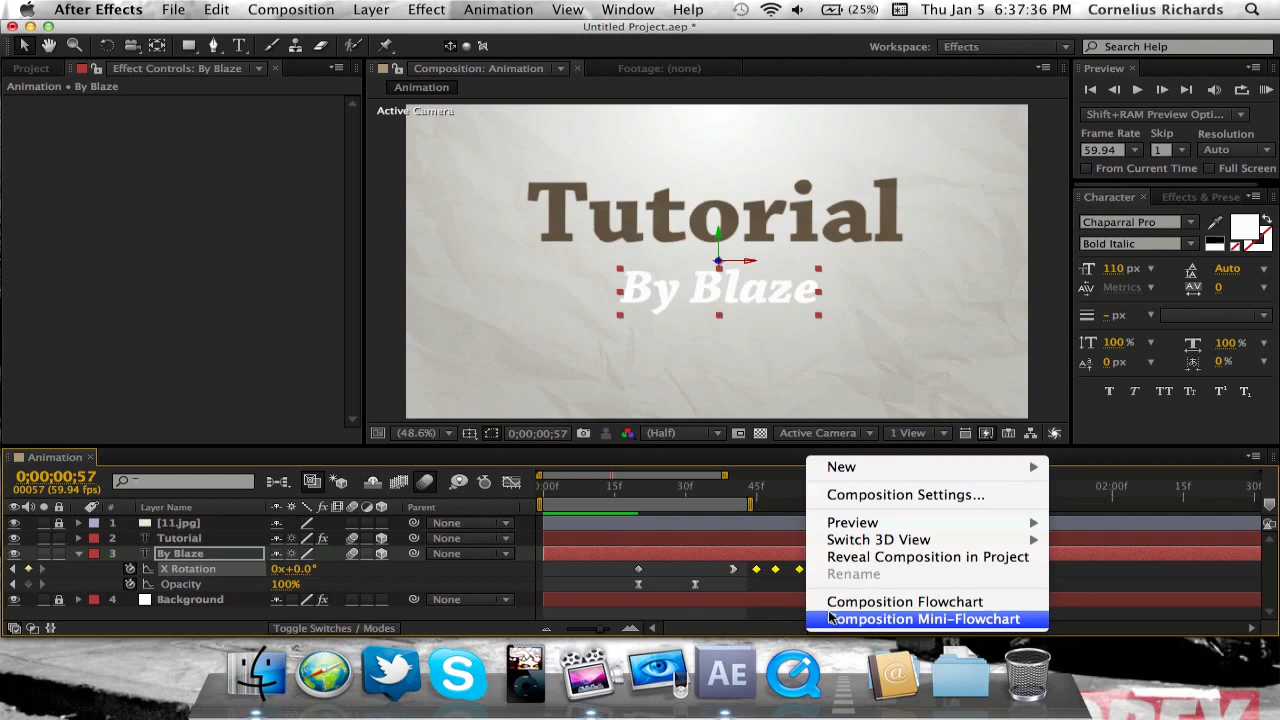 After Effects File Edit Composition Layer Effect Animation View Window Help (25%) Thu Jan 5 6:37:36 PM Cornelius Richards
Untitled Project.aep *
Workspace: Effects Search Help
Project Effect Controls: By Blaze Composition: Animation Footage: (none) Preview
Animation • By Blaze
Animation
Active Camera
Shift+RAM Preview Opti...
Frame Rate Skip Resolution
59.94 1 Auto
From Current Time Full Screen
Character Effects & Prese
Chaparral Pro
Bold Italic
Tutorial
By Blaze
110 px Auto
Metrics 0
- px
100 % 100 %
0 px 0 %
T T TT Tt T¹ T₁
(48.6%) 0;00;00;57 (Half) Active Camera 1 View
Animation
0;00;00;57
00057 (59.94 fps)
:00f 15f 30f 45f 02:00f 15f 30f
# Layer Name Parent
1 [11.jpg] None
2 T Tutorial fx None
3 T By Blaze None
X Rotation 0x+0.0°
Opacity 100%
4 Background fx None
Toggle Switches / Modes
New
Composition Settings...
Preview
Switch 3D View
Reveal Composition in Project
Rename
Composition Flowchart
Composition Mini-Flowchart
AE